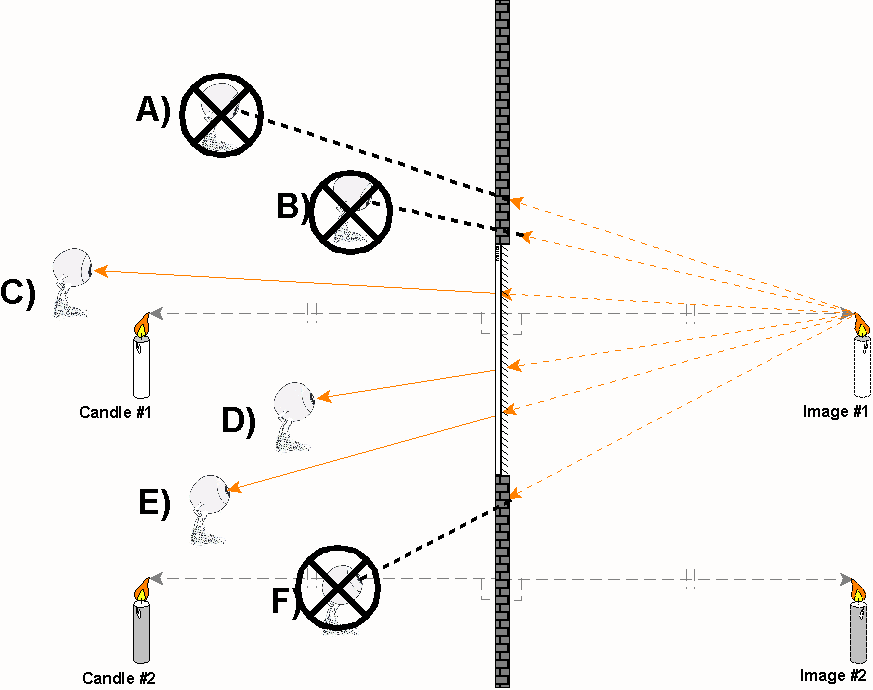 A)
B)
C)
Candle #1
Image #1
D)
E)
F)
Candle #2
Image #2